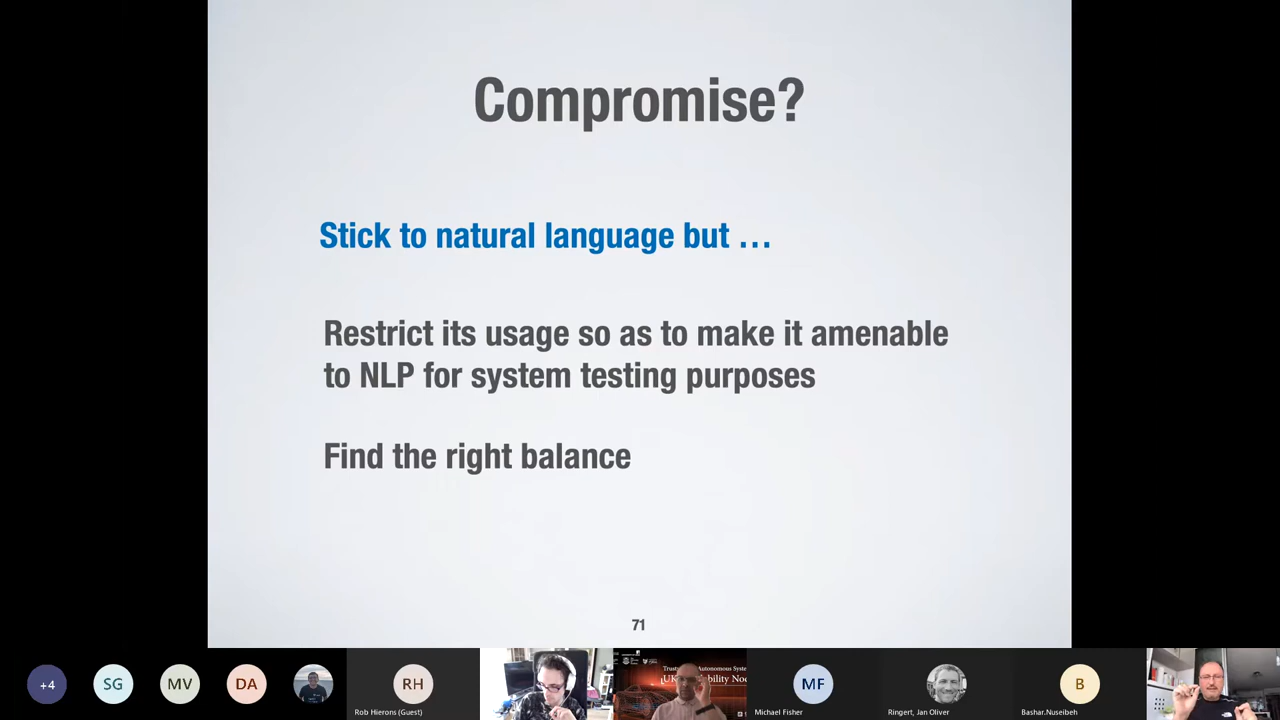 Compromise?
Stick to natural language but …
Restrict its usage so as to make it amenable
to NLP for system testing purposes
Find the right balance
71
+4
SG
MV
DA
RH
Rob Hierons (Guest)
MF
Michael Fisher
Ringert, Jan Oliver
B
Bashar.Nuseibeh